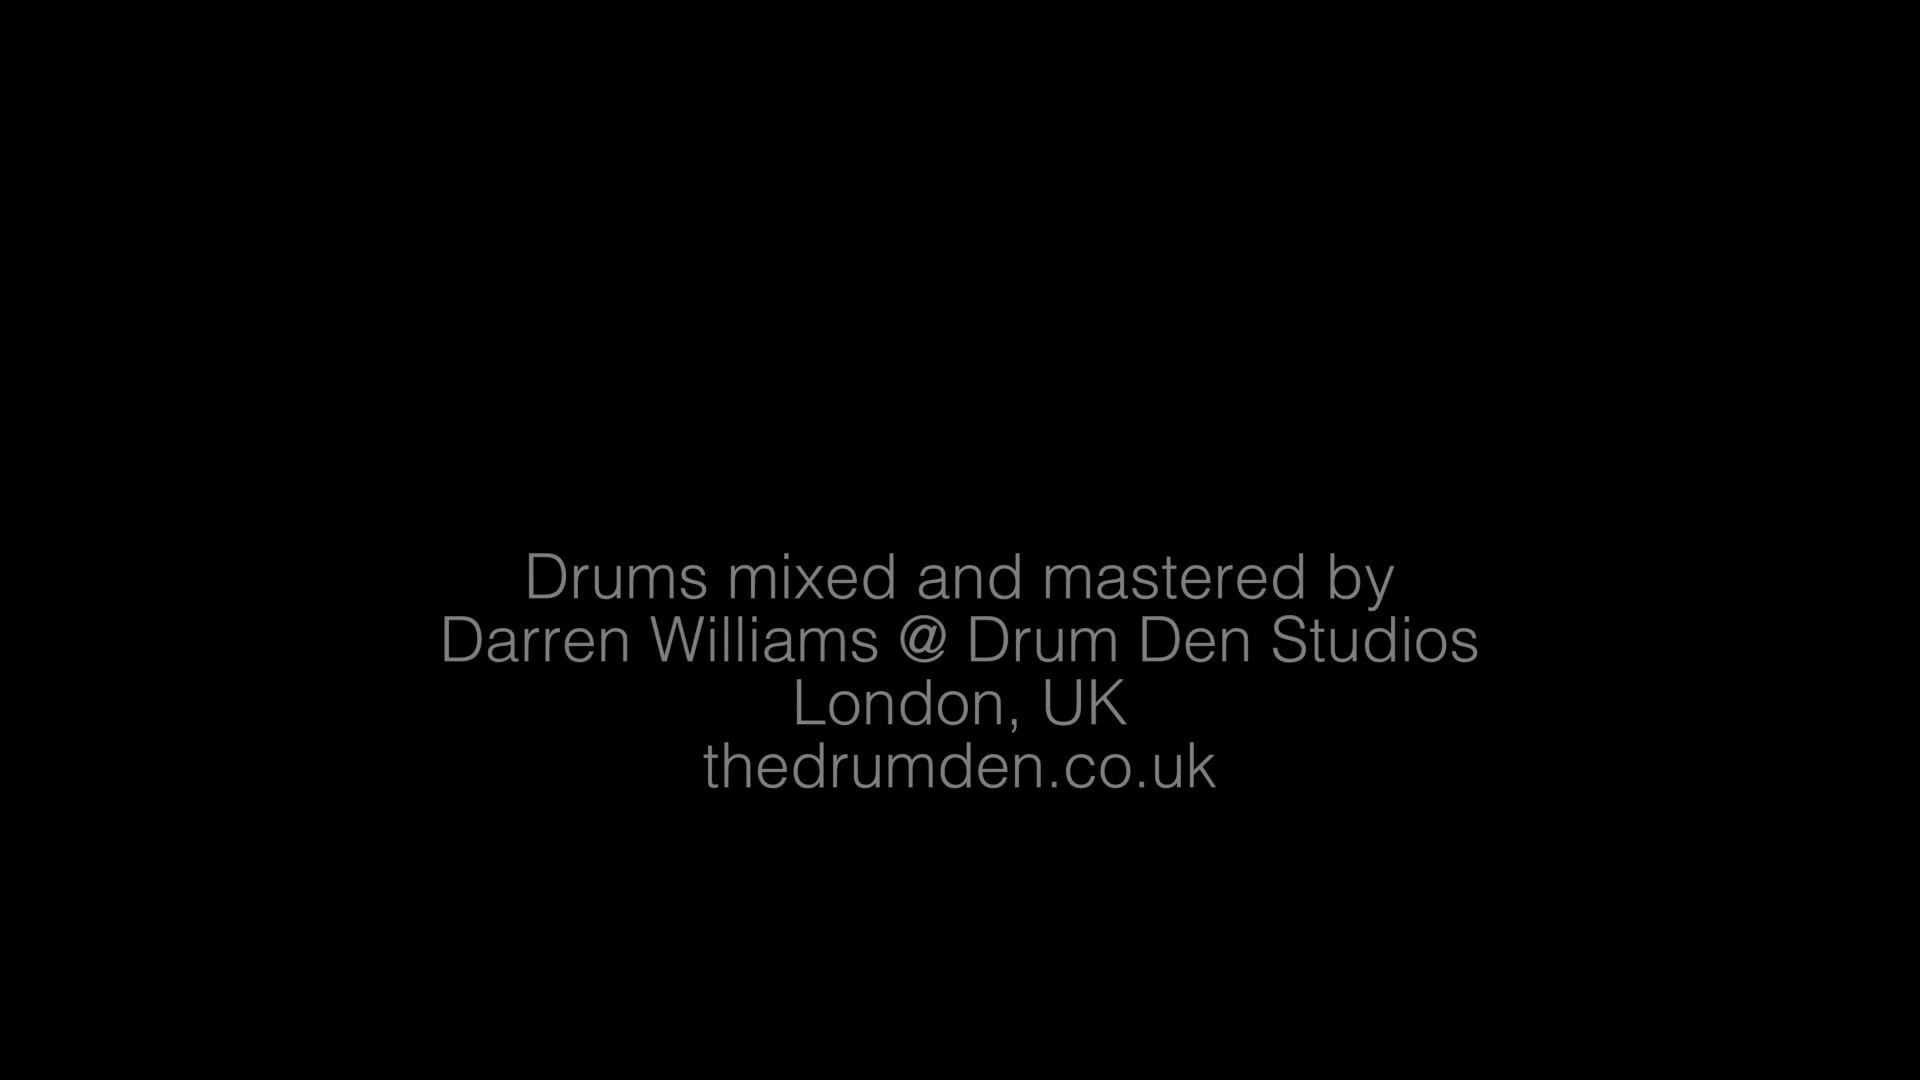 Drums mixed and mastered by
Darren Williams @ Drum Den Studios
London, UK
thedrumden.co.uk